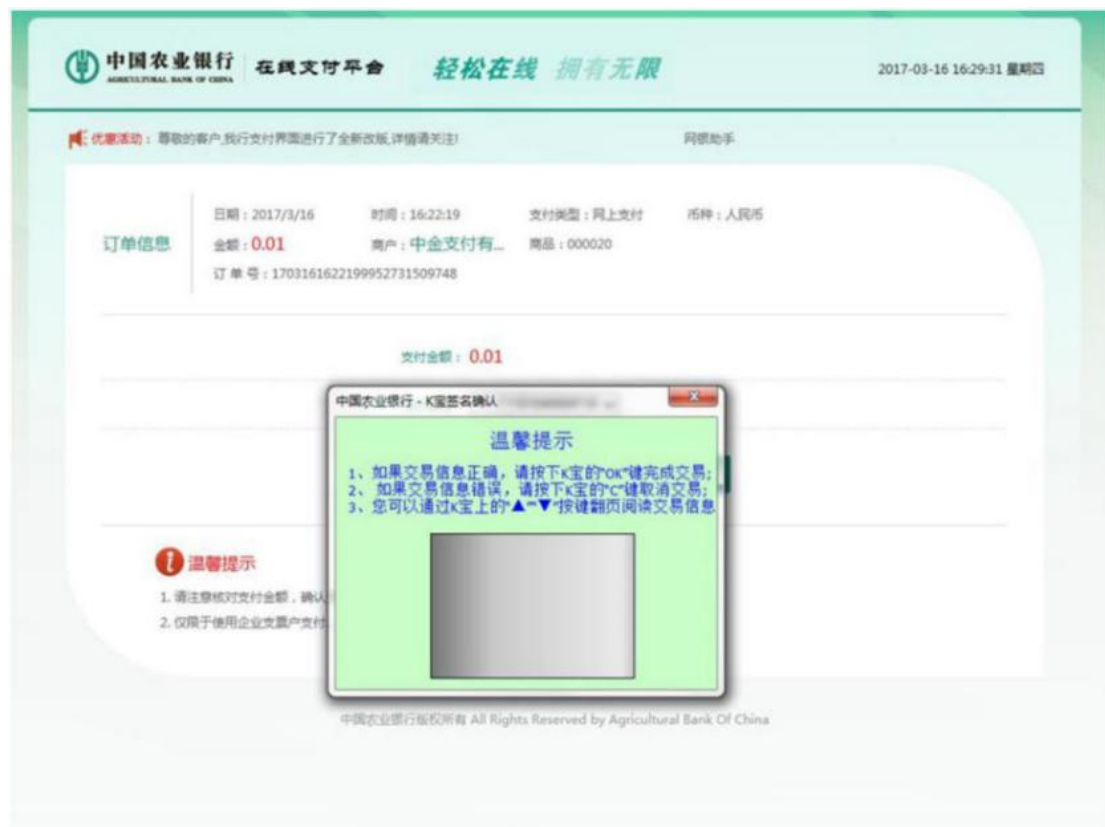 中国农业银行 在线支付平台 轻松在线 拥有无限 2017-03-16 16:29:31 星期四
AGRICULTURAL BANK OF CHINA
优惠活动：尊敬的客户,我行支付界面进行了全新改版,详情请关注! 网银助手
日期：2017/3/16 时间：16:22:19 支付类型：网上支付 币种：人民币
订单信息 金额：0.01 商户：中金支付有... 商品：000020
订 单 号：1703161622199952731509748
支付金额： 0.01
中国农业银行 - K宝签名确认
温馨提示
1、如果交易信息正确，请按下K宝的"OK"键完成交易;
2、 如果交易信息错误，请按下K宝的"C"键取消交易;
3、您可以通过K宝上的"▲""▼"按键翻页阅读交易信息
温馨提示
1. 请注意核对支付金额，确认
2. 仅限于使用企业支票户支付
中国农业银行版权所有 All Rights Reserved by Agricultural Bank Of China